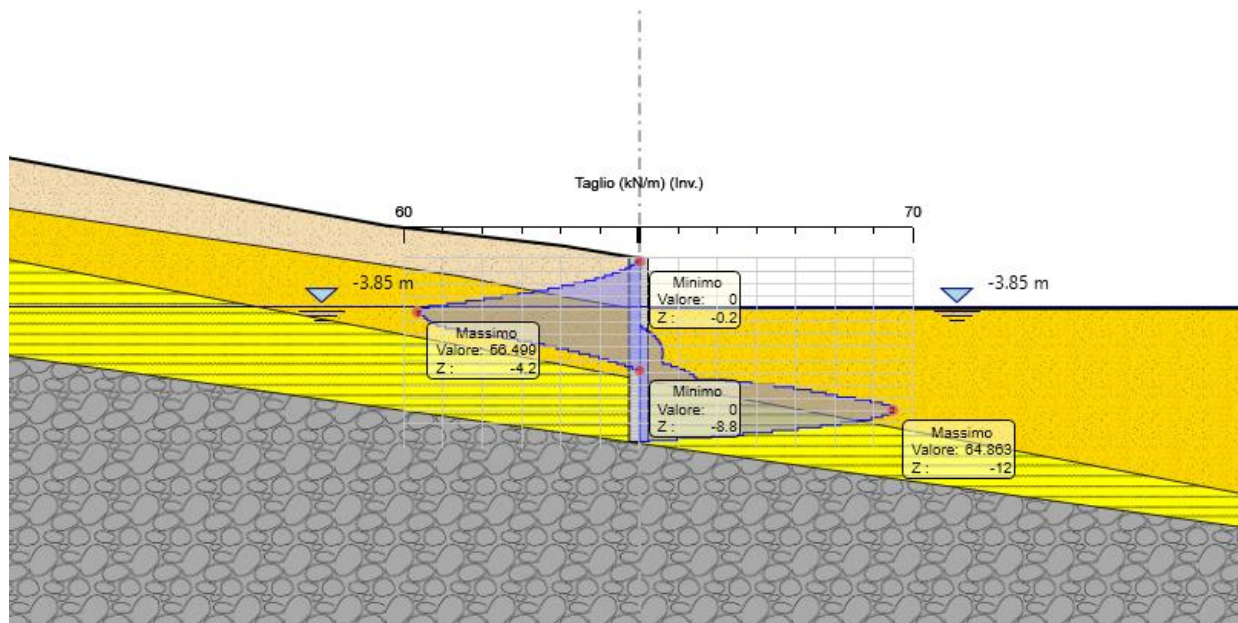 Taglio (kN/m) (Inv.)
60
70
-3.85 m
-3.85 m
Minimo
Valore: 0
Z : -0.2
Massimo
Valore: 56.499
Z : -4.2
Minimo
Valore: 0
Z : -8.8
Massimo
Valore: 64.863
Z : -12